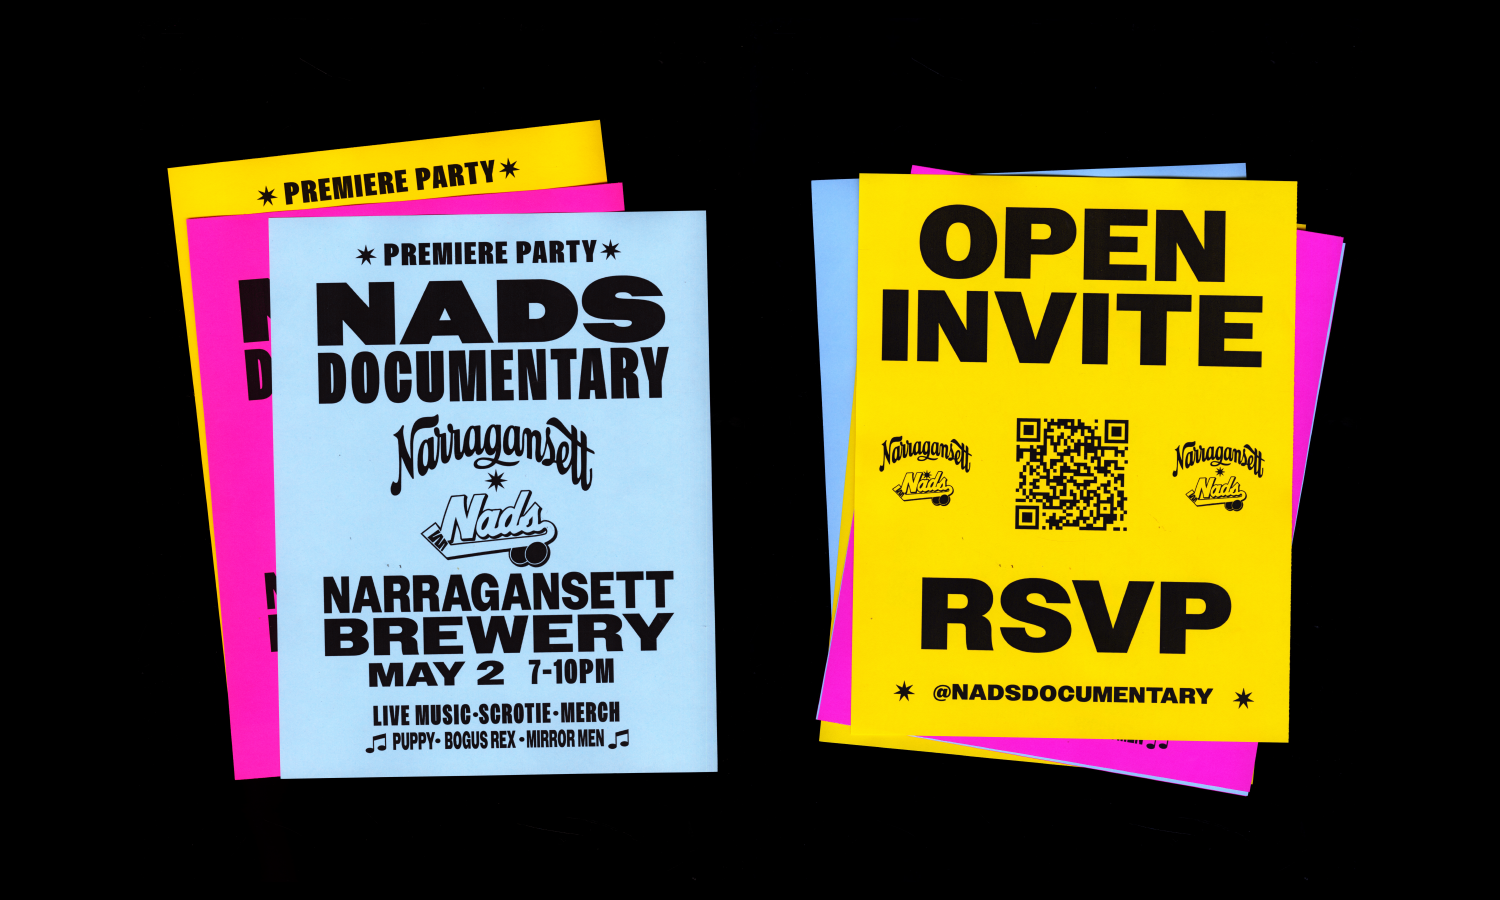 ★ PREMIERE PARTY ★
N
D
N
★ PREMIERE PARTY ★
NADS
DOCUMENTARY
Narragansett
★
Nads
NARRAGANSETT
BREWERY
MAY 2 7-10PM
LIVE MUSIC•SCROTIE•MERCH
♫ PUPPY• BOGUS REX •MIRROR MEN ♫
OPEN
INVITE
Narragansett
Nads
Narragansett
Nads
RSVP
★ @NADSDOCUMENTARY ★